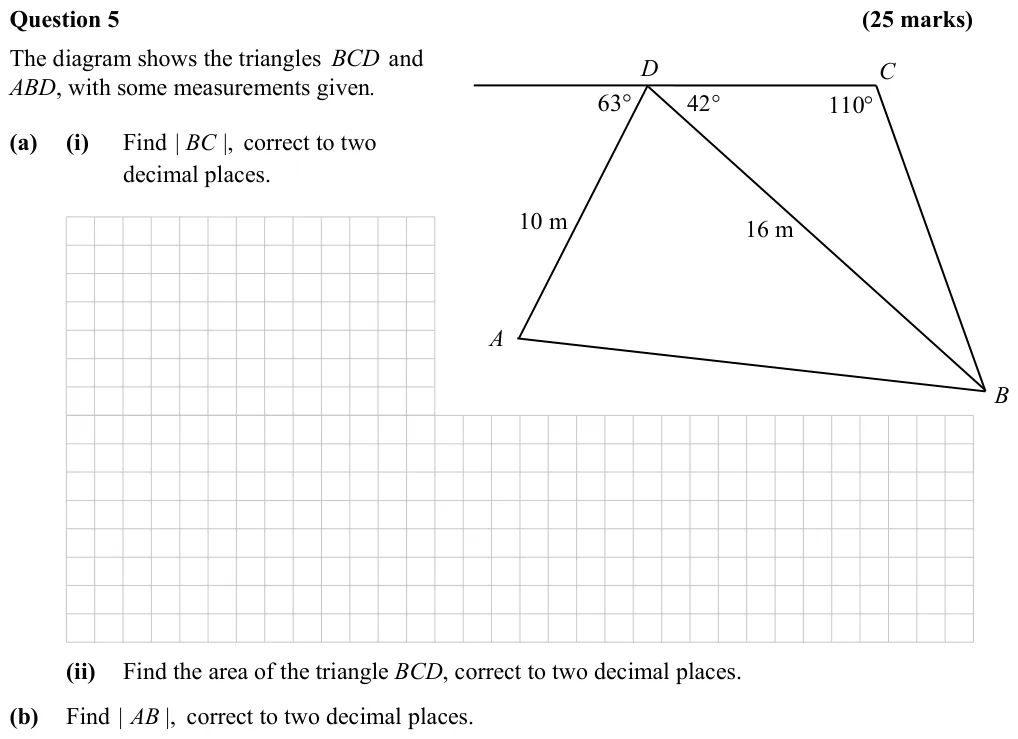 Question 5 (25 marks)
The diagram shows the triangles BCD and
ABD, with some measurements given.
(a) (i) Find | BC |, correct to two
decimal places.
D
C
63° 42° 110°
10 m
16 m
A
B
(ii) Find the area of the triangle BCD, correct to two decimal places.
(b) Find | AB |, correct to two decimal places.